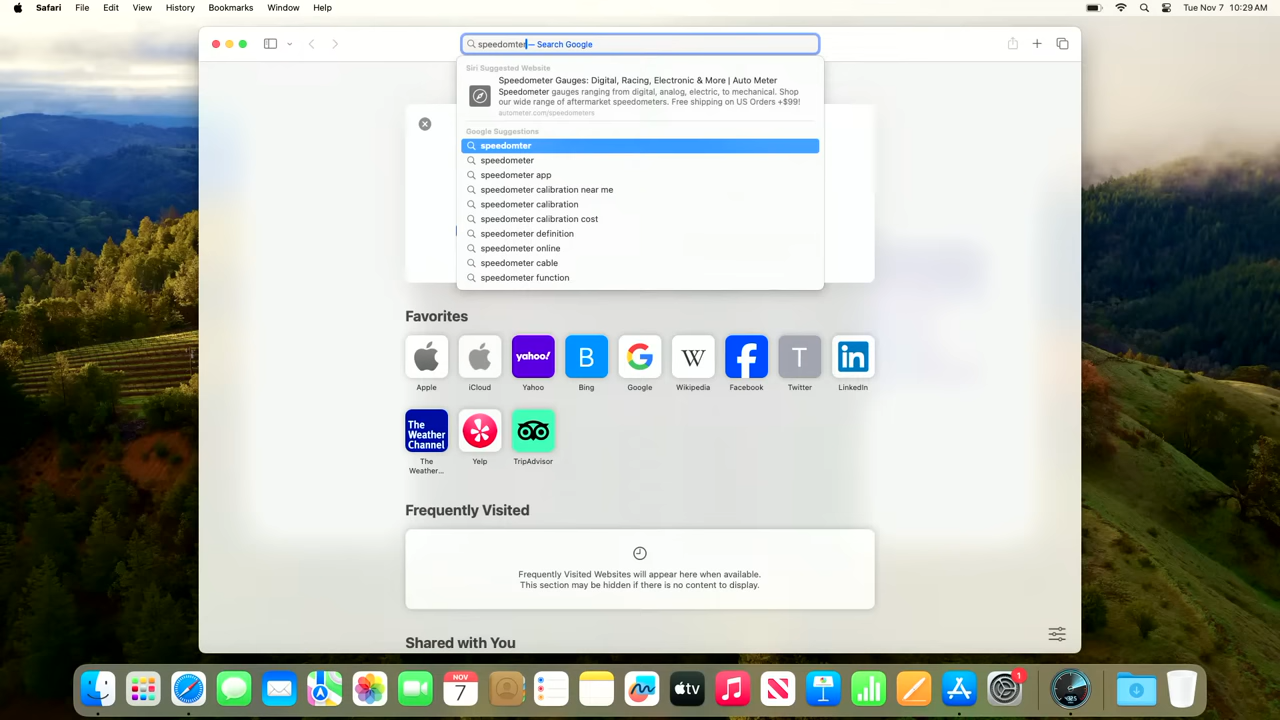 Safari File Edit View History Bookmarks Window Help Tue Nov 7 10:29 AM
speedomter — Search Google
Siri Suggested Website
Speedometer Gauges: Digital, Racing, Electronic & More | Auto Meter
Speedometer gauges ranging from digital, analog, electric, to mechanical. Shop
our wide range of aftermarket speedometers. Free shipping on US Orders +$99!
autometer.com/speedometers
Google Suggestions
speedomter
speedometer
speedometer app
speedometer calibration near me
speedometer calibration
speedometer calibration cost
speedometer definition
speedometer online
speedometer cable
speedometer function
Favorites
yahoo! B G W f T in
Apple iCloud Yahoo Bing Google Wikipedia Facebook Twitter LinkedIn
The
Weather
Channel
The
Weather...
Yelp TripAdvisor
Frequently Visited
Frequently Visited Websites will appear here when available.
This section may be hidden if there is no content to display.
Shared with You
NOV
7
tv
1